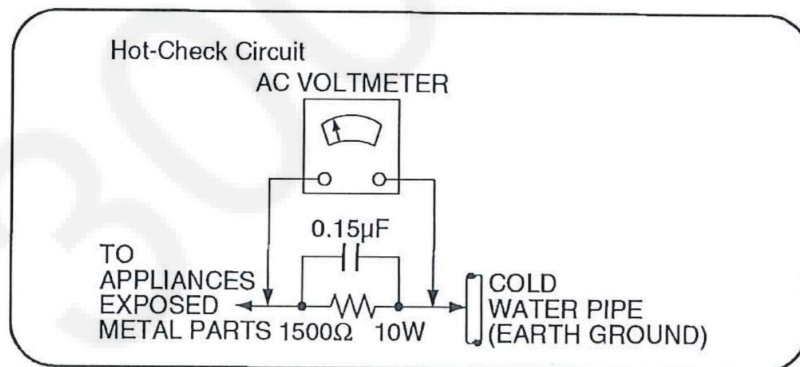 Hot-Check Circuit
AC VOLTMETER
0.15µF
TO
APPLIANCES
EXPOSED
METAL PARTS
1500Ω 10W
COLD
WATER PIPE
(EARTH GROUND)